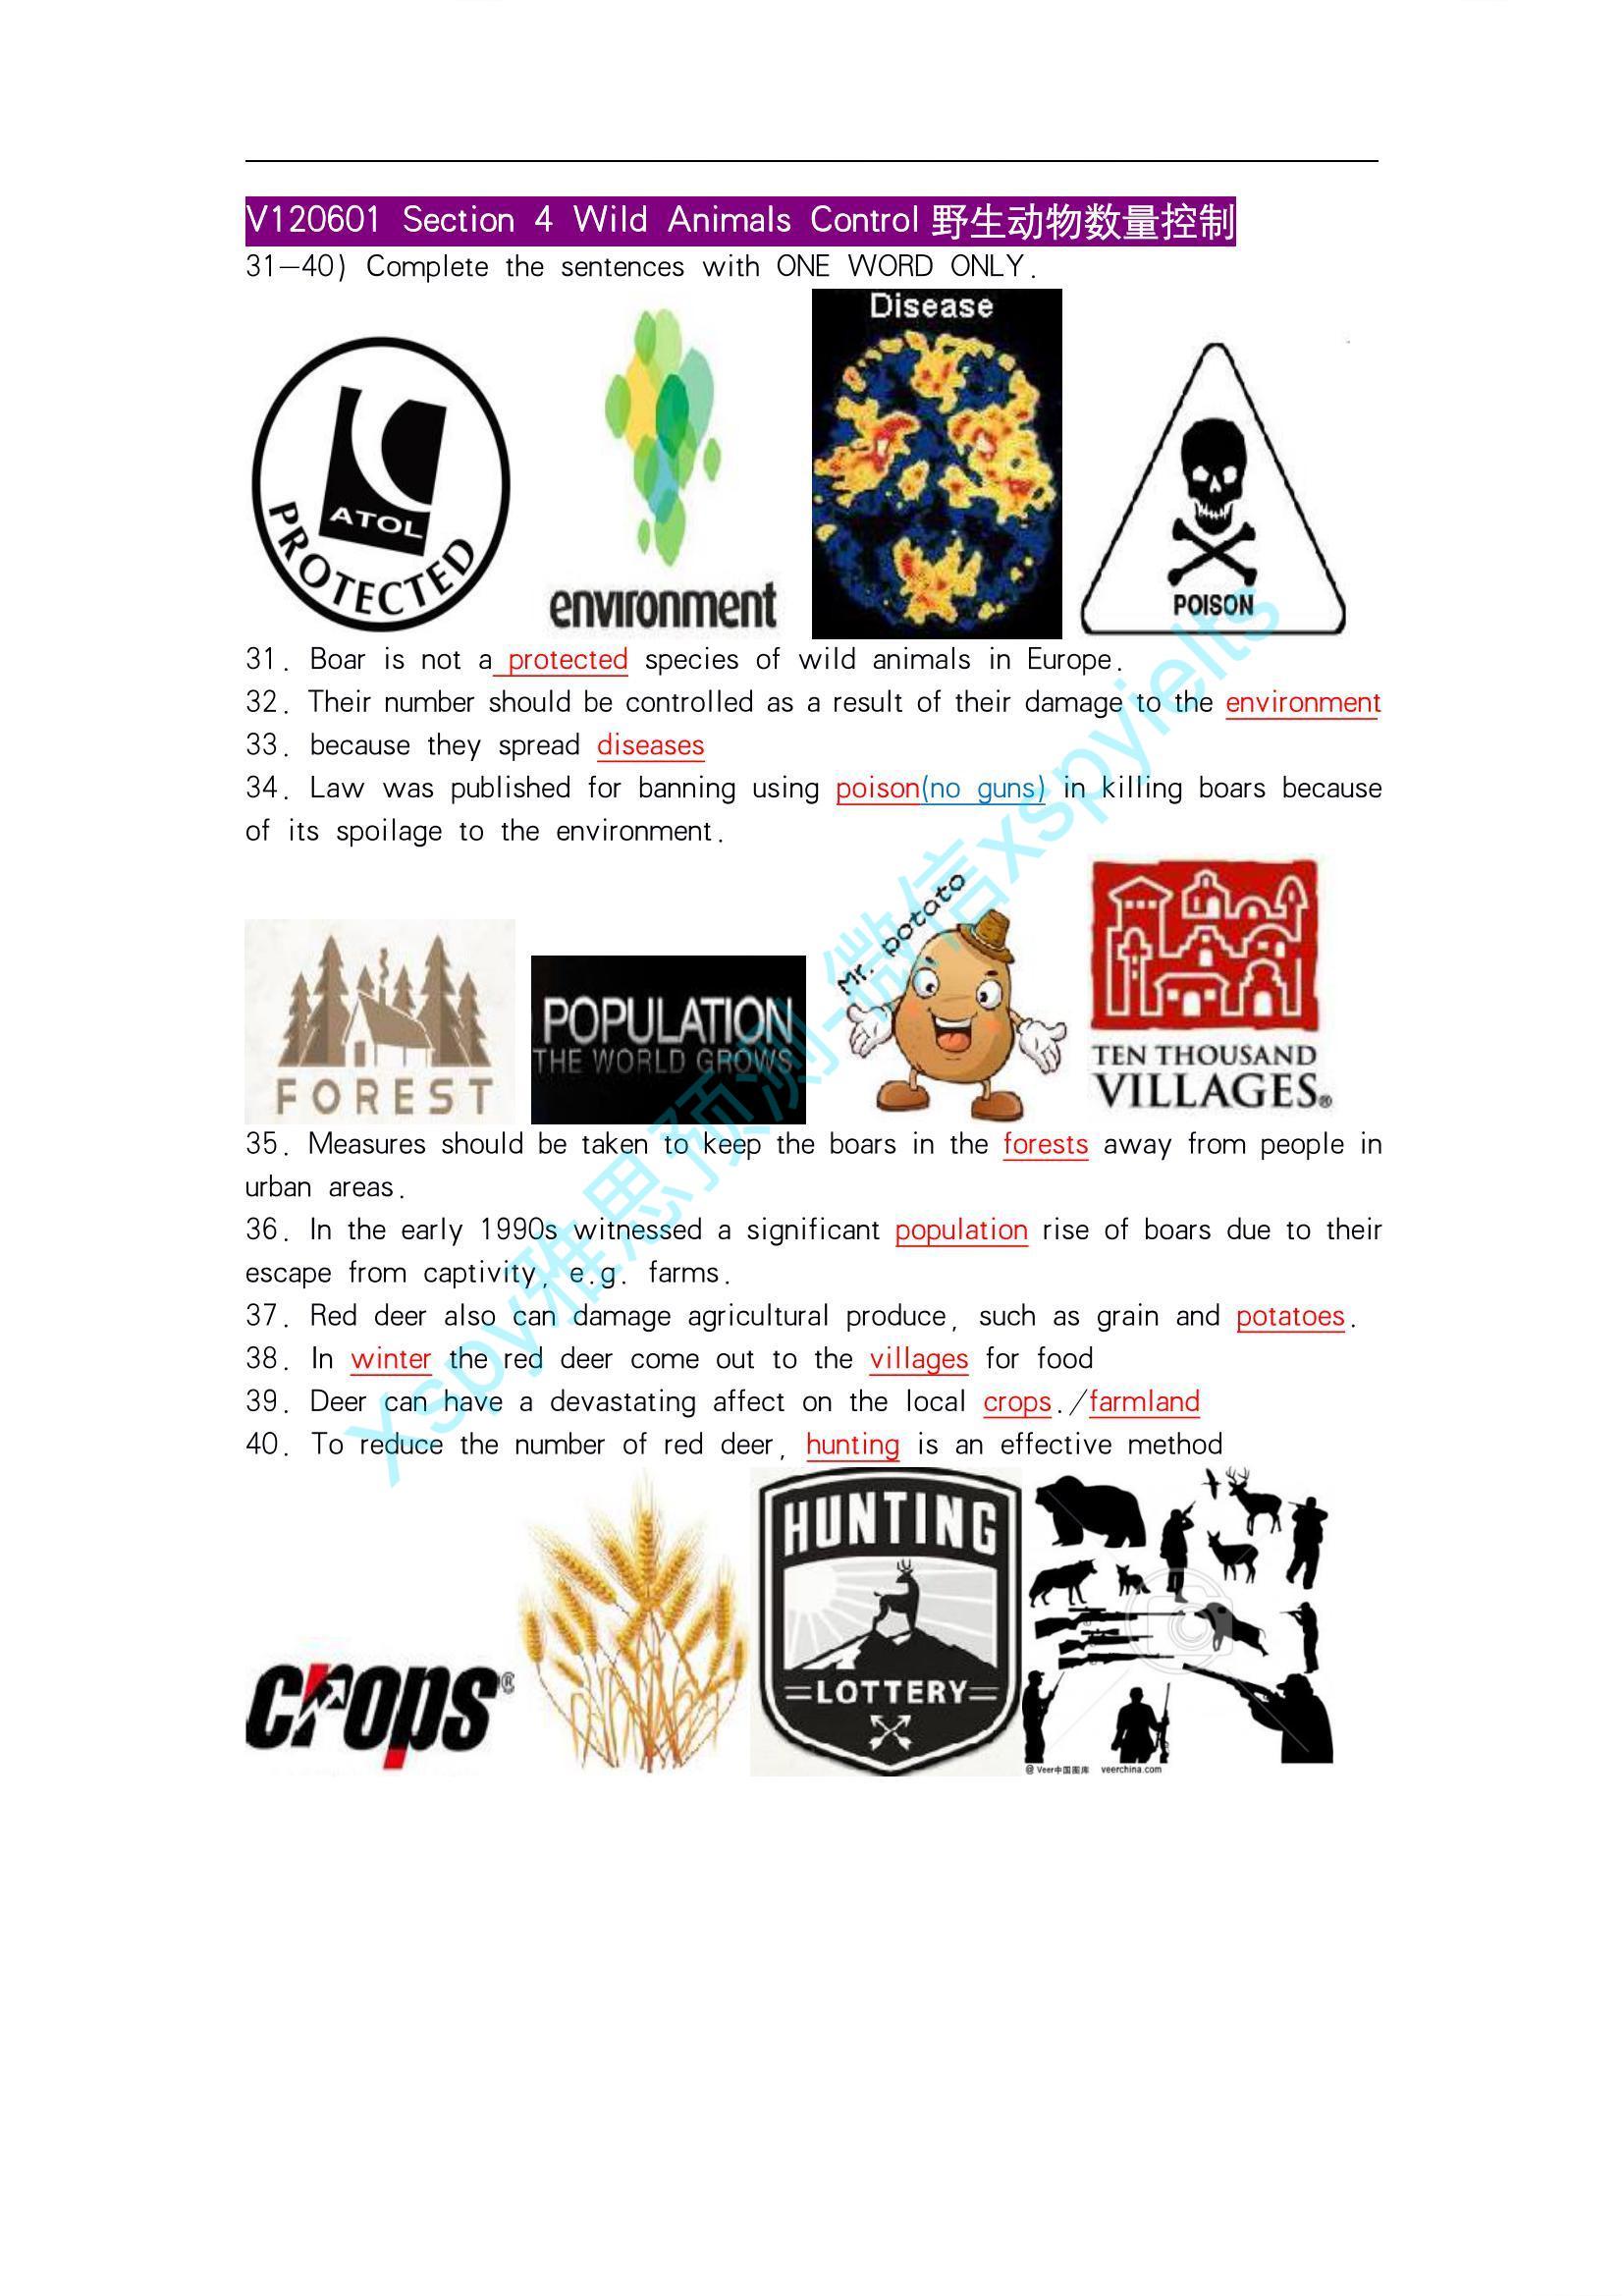 V120601 Section 4 Wild Animals Control 野生动物数量控制
31—40) Complete the sentences with ONE WORD ONLY.
Disease
ATOL
PROTECTED
environment
POISON
31. Boar is not a protected species of wild animals in Europe.
32. Their number should be controlled as a result of their damage to the environment
33. because they spread diseases
34. Law was published for banning using poison(no guns) in killing boars because
of its spoilage to the environment.
FOREST
POPULATION
THE WORLD GROWS
Mr. potato
TEN THOUSAND
VILLAGES®
35. Measures should be taken to keep the boars in the forests away from people in
urban areas.
36. In the early 1990s witnessed a significant population rise of boars due to their
escape from captivity, e.g. farms.
37. Red deer also can damage agricultural produce, such as grain and potatoes.
38. In winter the red deer come out to the villages for food
39. Deer can have a devastating affect on the local crops./farmland
40. To reduce the number of red deer, hunting is an effective method
crops®
HUNTING
LOTTERY
@ Veer中国图库 veerchina.com
Xspy雅思预测-微信xspyielts